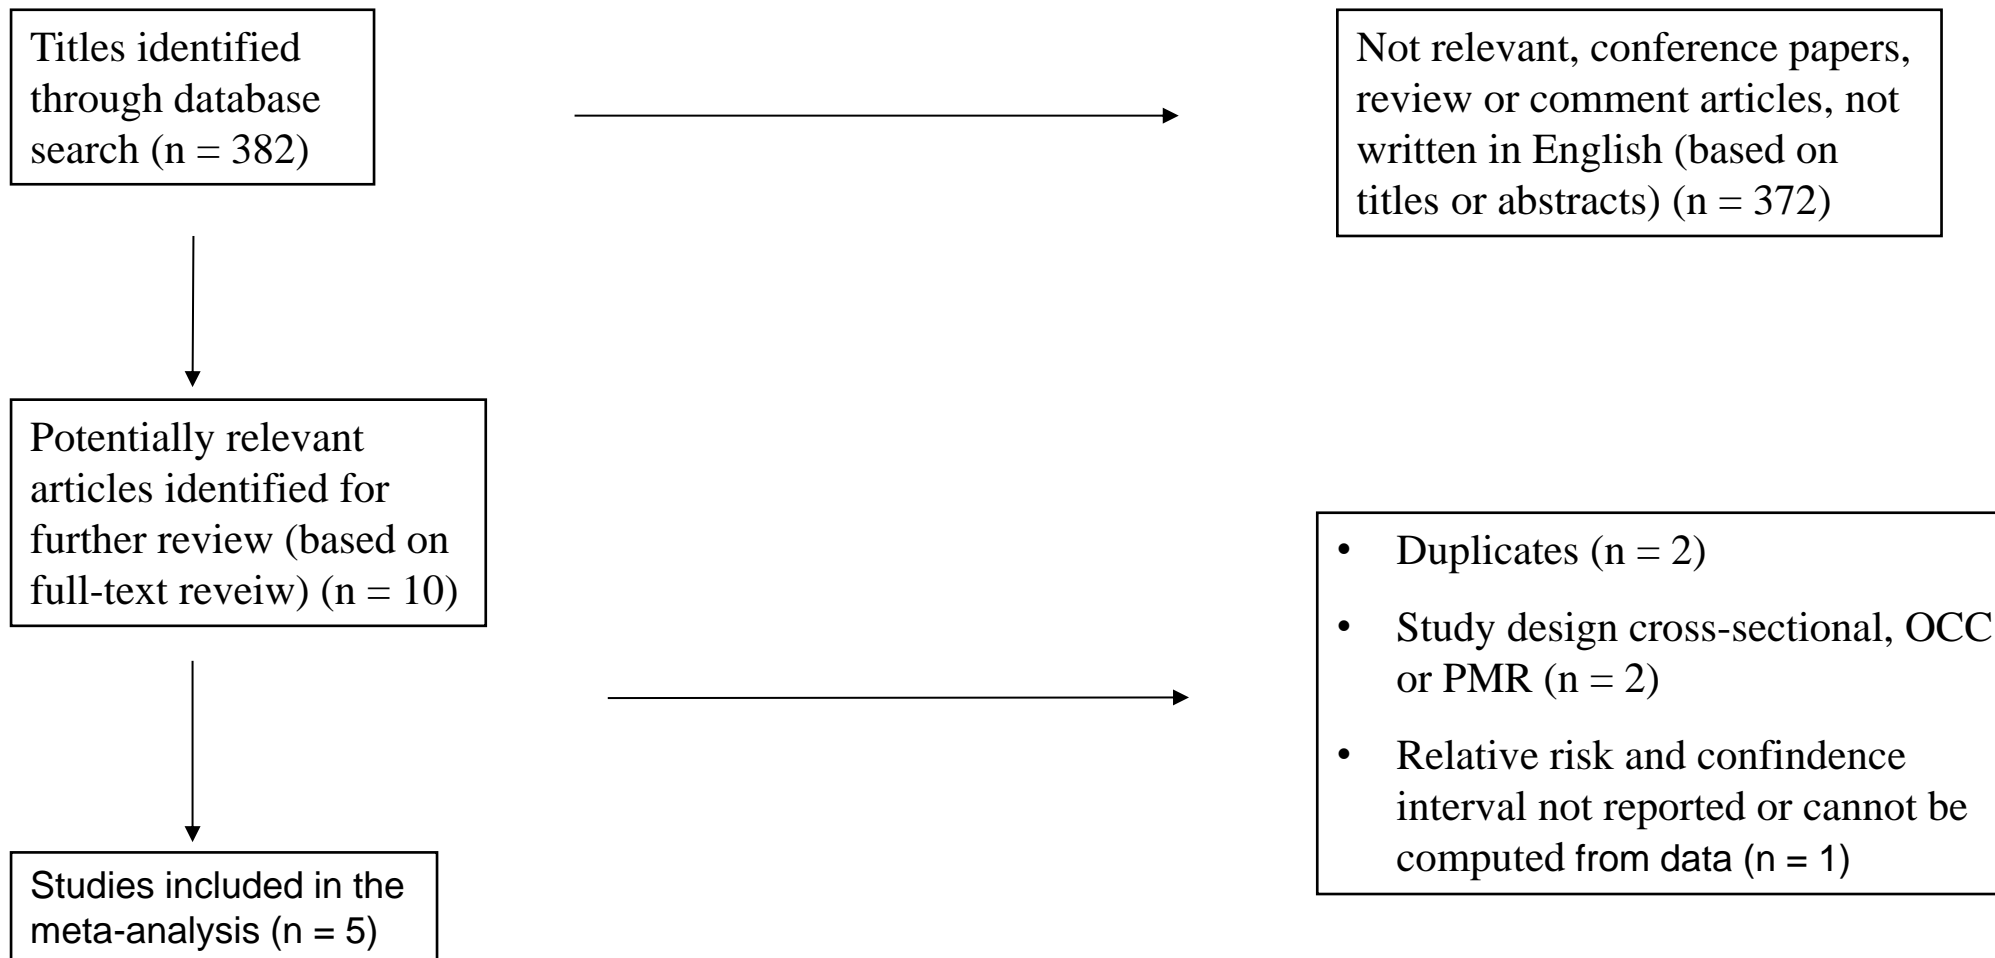 Titles identified
through database
search (n = 382)
Not relevant, conference papers,
review or comment articles, not
written in English (based on
titles or abstracts) (n = 372)
Potentially relevant
articles identified for
further review (based on
full-text reveiw) (n = 10)
• Duplicates (n = 2)
• Study design cross-sectional, OCC
or PMR (n = 2)
• Relative risk and confindence
interval not reported or cannot be
computed from data (n = 1)
Studies included in the
meta-analysis (n = 5)